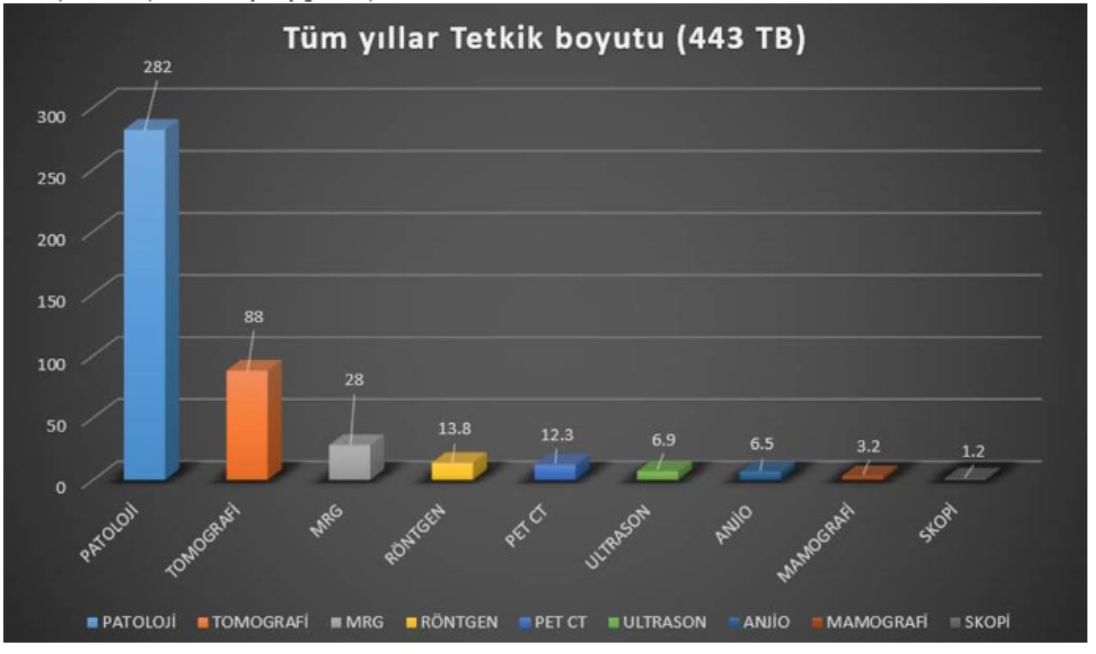 Tüm yıllar Tetkik boyutu (443 TB)
282
300
250
200
150
100
50
0
88
28
13.8
12.3
6.9
6.5
3.2
1.2
PATOLOJİ
TOMOGRAFİ
MRG
RÖNTGEN
PET CT
ULTRASON
ANJİO
MAMOGRAFİ
SKOPİ
PATOLOJİ TOMOGRAFİ MRG RÖNTGEN PET CT ULTRASON ANJİO MAMOGRAFİ SKOPİ